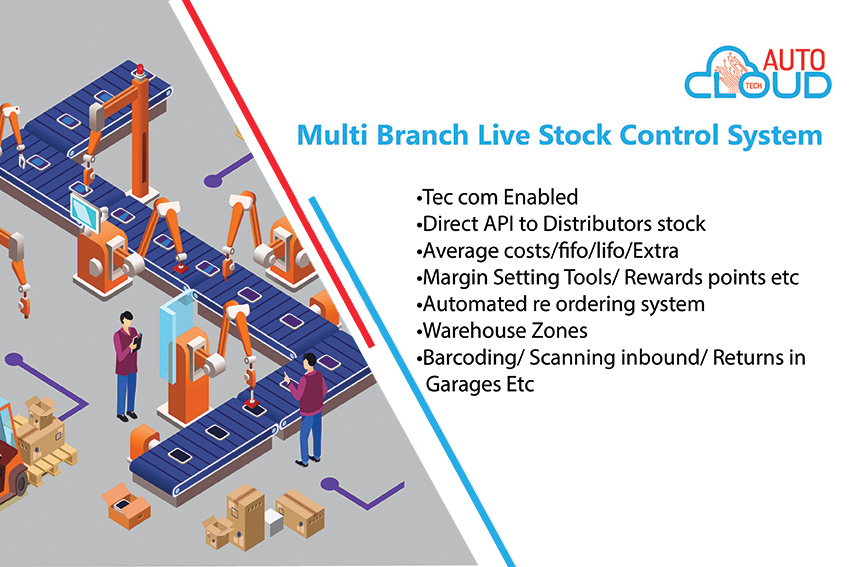 AUTO
CLOUD
TECH
Multi Branch Live Stock Control System
•Tec com Enabled
•Direct API to Distributors stock
•Average costs/fifo/lifo/Extra
•Margin Setting Tools/ Rewards points etc
•Automated re ordering system
•Warehouse Zones
•Barcoding/ Scanning inbound/ Returns in
Garages Etc